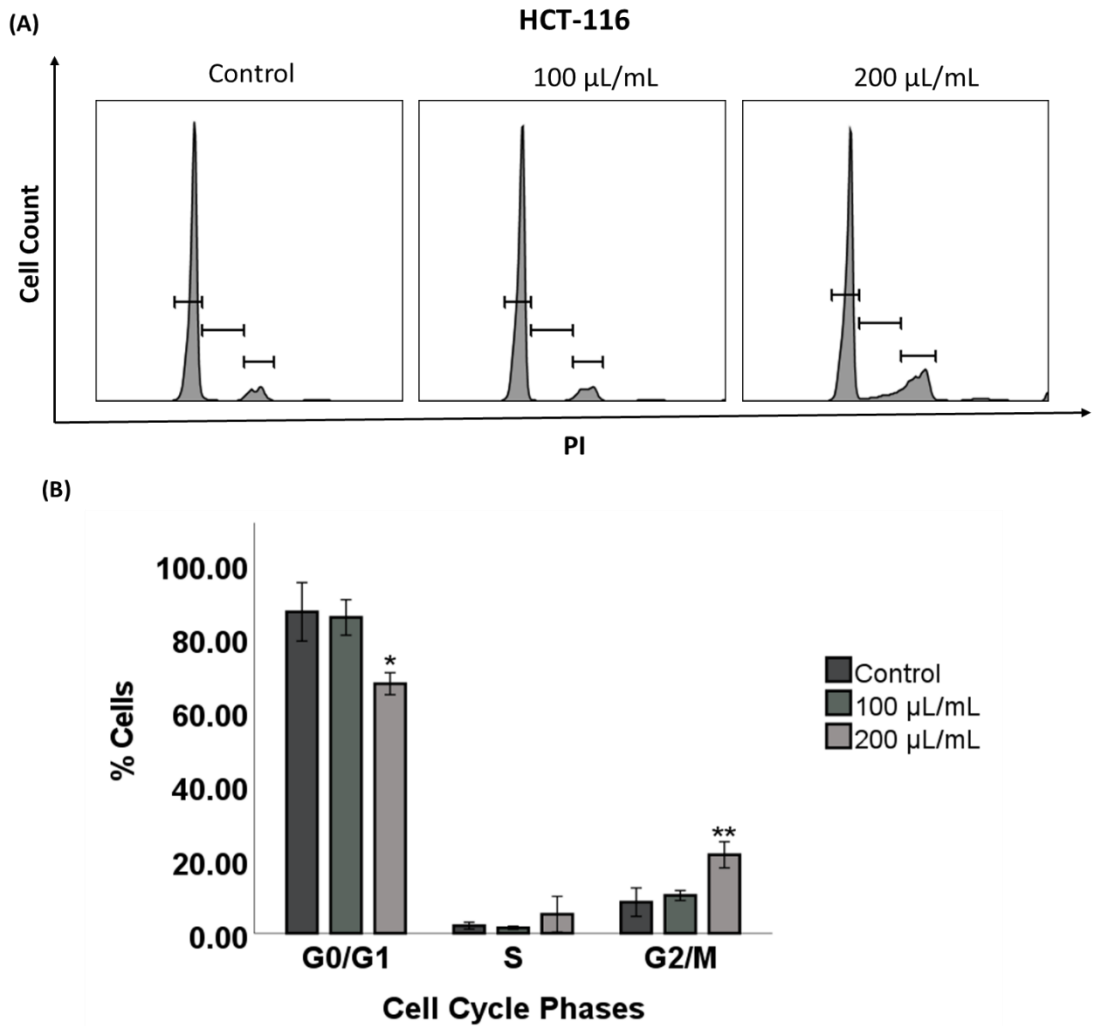 (A)
HCT-116
Control
100 µL/mL
200 µL/mL
Cell Count
PI
(B)
100.00
80.00
60.00
40.00
20.00
0.00
% Cells
*
**
G0/G1
S
G2/M
Cell Cycle Phases
Control
100 µL/mL
200 µL/mL